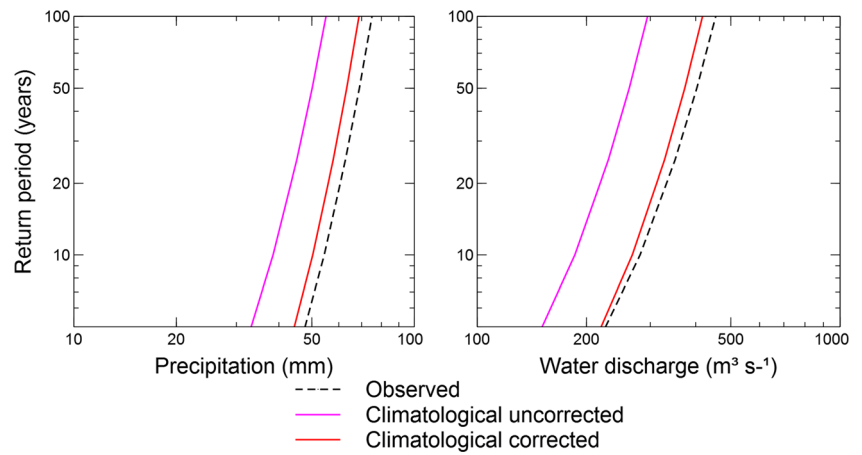 Return period (years)
100
50
20
10
10
20
50
100
Precipitation (mm)
100
50
20
10
100
200
500
1000
Water discharge (m³ s-¹)
Observed
Climatological uncorrected
Climatological corrected